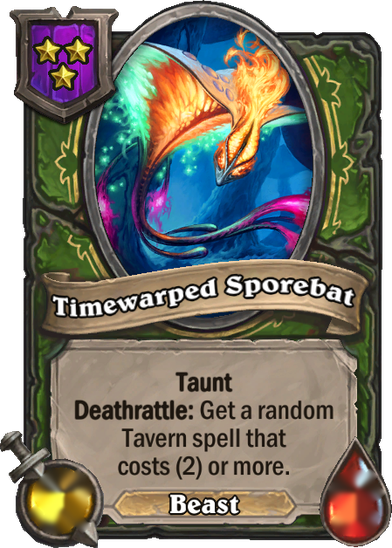 Timewarped Sporebat
Taunt
Deathrattle: Get a random
Tavern spell that
costs (2) or more.
Beast